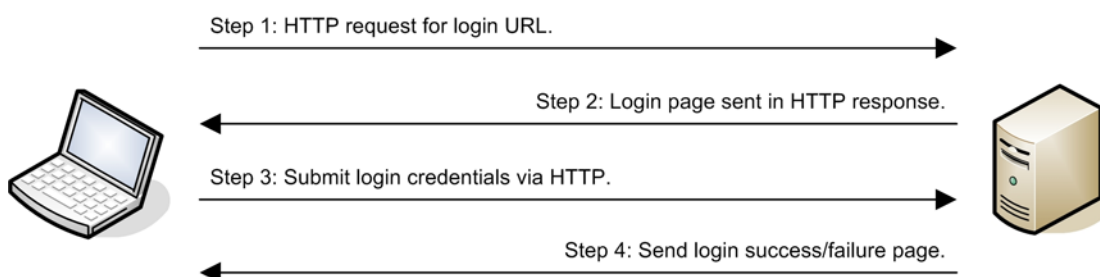 Step 1: HTTP request for login URL.
Step 2: Login page sent in HTTP response.
Step 3: Submit login credentials via HTTP.
Step 4: Send login success/failure page.